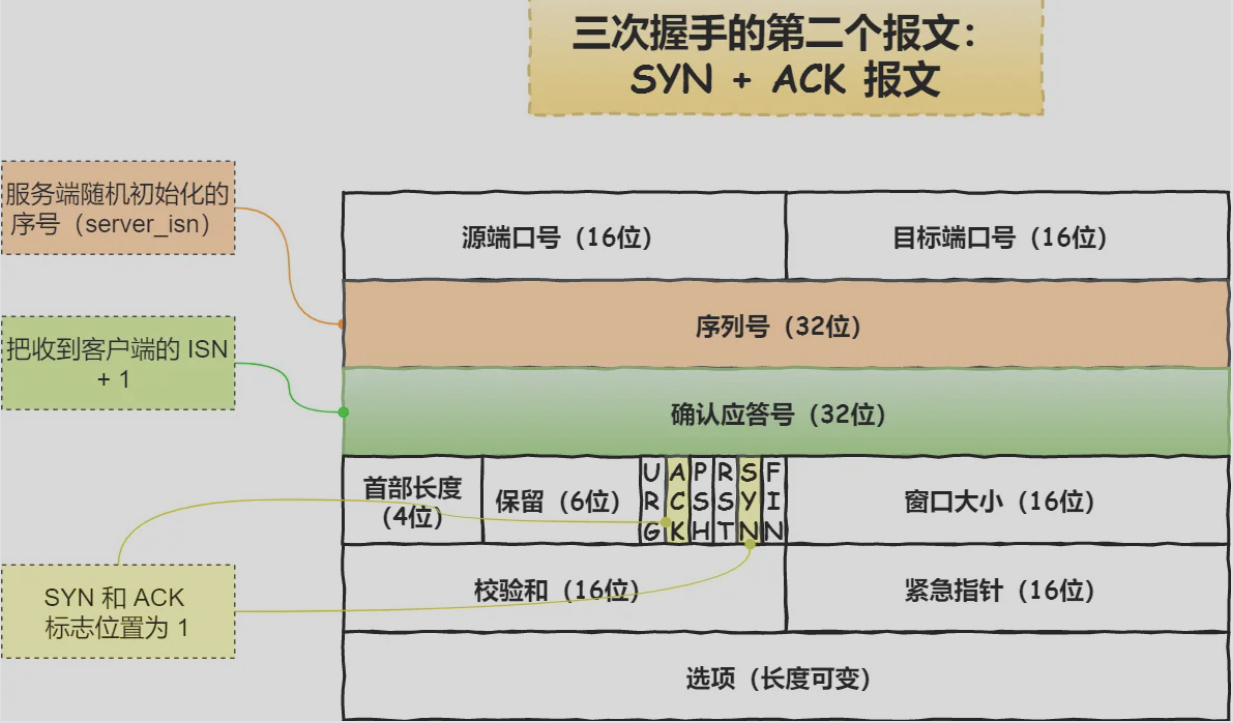 三次握手的第二个报文：
SYN + ACK 报文
服务端随机初始化的
序号（server_isn）
源端口号（16位）
目标端口号（16位）
序列号（32位）
把收到客户端的 ISN
+ 1
确认应答号（32位）
首部长度
（4位）
保留（6位）
URG
ACK
PSH
RST
SYN
FIN
窗口大小（16位）
SYN 和 ACK
标志位置为 1
校验和（16位）
紧急指针（16位）
选项（长度可变）